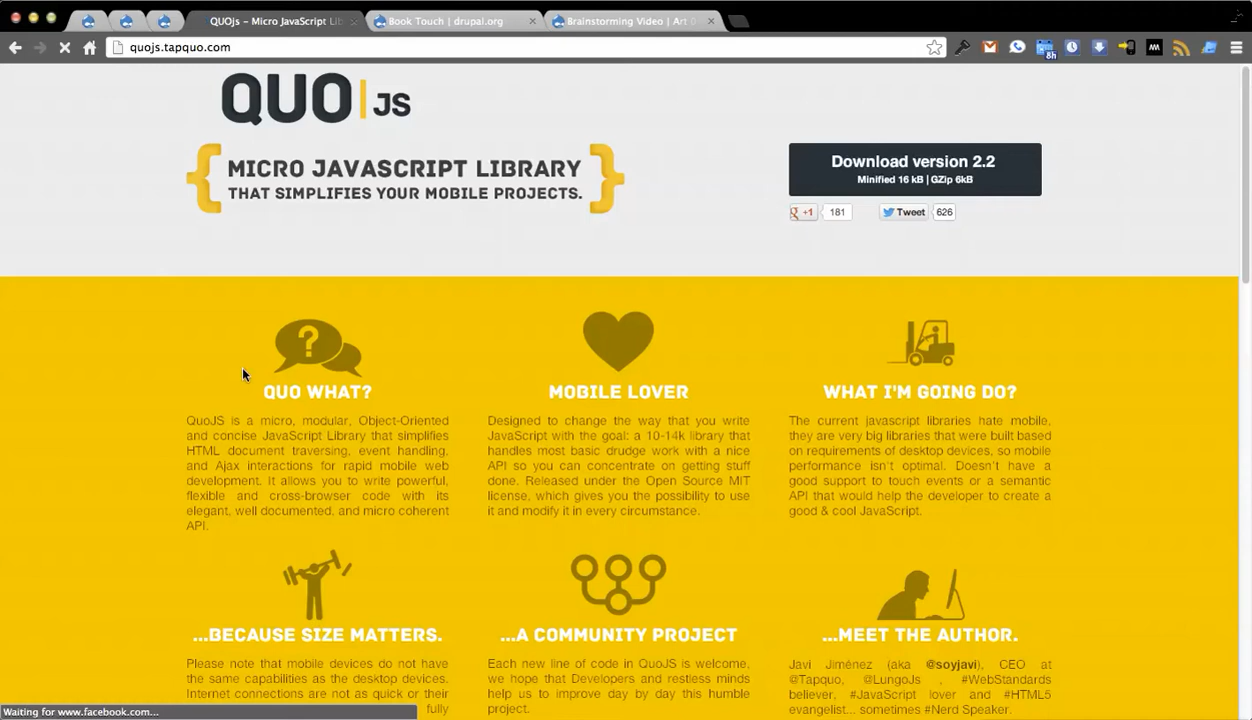 QUOjs – Micro JavaScript Lib
Book Touch | drupal.org
Brainstorming Video | Art
quojs.tapquo.com
8h
QUO|JS
{ MICRO JAVASCRIPT LIBRARY
THAT SIMPLIFIES YOUR MOBILE PROJECTS. }
Download version 2.2
Minified 16 kB | GZip 6kB
g +1 181 Tweet 626
?
QUO WHAT?
QuoJS is a micro, modular, Object-Oriented
and concise JavaScript Library that simplifies
HTML document traversing, event handling,
and Ajax interactions for rapid mobile web
development. It allows you to write powerful,
flexible and cross-browser code with its
elegant, well documented, and micro coherent
API.
MOBILE LOVER
Designed to change the way that you write
JavaScript with the goal: a 10-14k library that
handles most basic drudge work with a nice
API so you can concentrate on getting stuff
done. Released under the Open Source MIT
license, which gives you the possibility to use
it and modify it in every circumstance.
WHAT I'M GOING DO?
The current javascript libraries hate mobile,
they are very big libraries that were built based
on requirements of desktop devices, so mobile
performance isn't optimal. Doesn't have a
good support to touch events or a semantic
API that would help the developer to create a
good & cool JavaScript.
...BECAUSE SIZE MATTERS.
Please note that mobile devices do not have
the same capabilities as the desktop devices.
Internet connections are not as quick or their
fully
...A COMMUNITY PROJECT
Each new line of code in QuoJS is welcome,
we hope that Developers and restless minds
help us to improve day by day this humble
project.
...MEET THE AUTHOR.
Javi Jiménez (aka @soyjavi), CEO at
@Tapquo, @LungoJs , #WebStandards
believer, #JavaScript lover and #HTML5
evangelist... sometimes #Nerd Speaker.
Waiting for www.facebook.com...